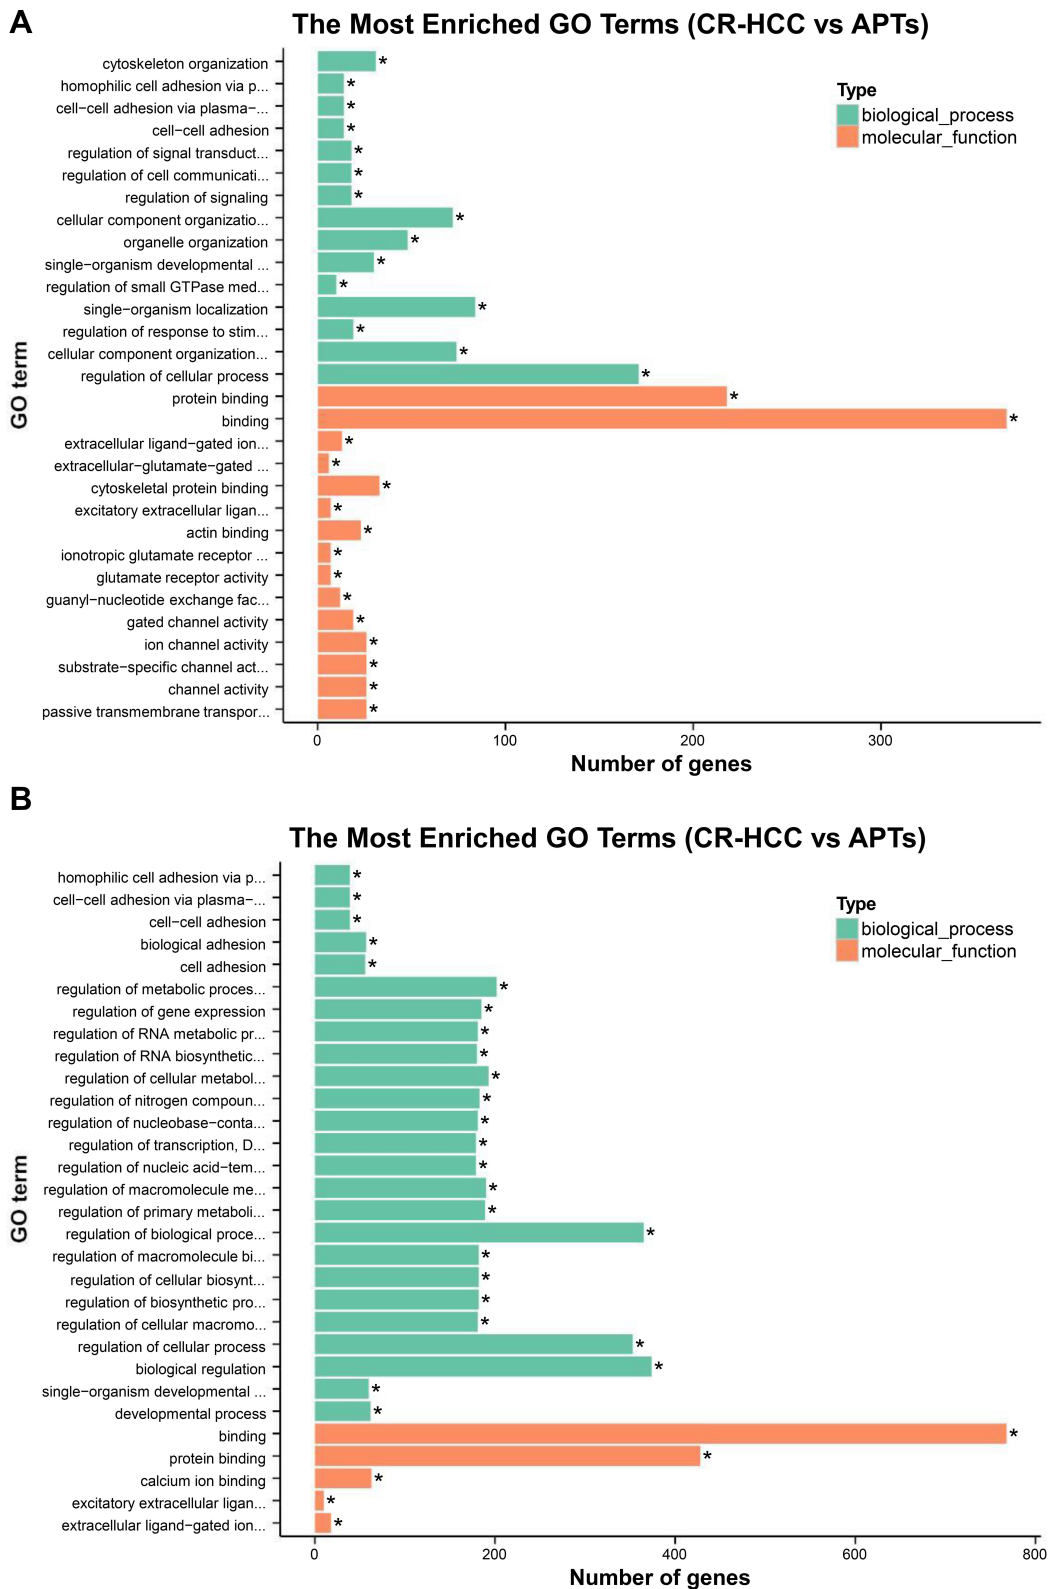 A
The Most Enriched GO Terms (CR-HCC vs APTs)
cytoskeleton organization *
homophilic cell adhesion via p... *
cell−cell adhesion via plasma−... *
cell−cell adhesion *
regulation of signal transduct... *
regulation of cell communicati... *
regulation of signaling *
cellular component organizatio... *
organelle organization *
single−organism developmental ... *
regulation of small GTPase med... *
single−organism localization *
regulation of response to stim... *
cellular component organization... *
regulation of cellular process *
protein binding *
binding *
extracellular ligand−gated ion... *
extracellular−glutamate−gated ... *
cytoskeletal protein binding *
excitatory extracellular ligan... *
actin binding *
ionotropic glutamate receptor ... *
glutamate receptor activity *
guanyl−nucleotide exchange fac... *
gated channel activity *
ion channel activity *
substrate−specific channel act... *
channel activity *
passive transmembrane transpor... *
GO term
Type
biological_process
molecular_function
0 100 200 300
Number of genes
B
The Most Enriched GO Terms (CR-HCC vs APTs)
homophilic cell adhesion via p... *
cell−cell adhesion via plasma−... *
cell−cell adhesion *
biological adhesion *
cell adhesion *
regulation of metabolic proces... *
regulation of gene expression *
regulation of RNA metabolic pr... *
regulation of RNA biosynthetic... *
regulation of cellular metabol... *
regulation of nitrogen compoun... *
regulation of nucleobase−conta... *
regulation of transcription, D... *
regulation of nucleic acid−tem... *
regulation of macromolecule me... *
regulation of primary metaboli... *
regulation of biological proce... *
regulation of macromolecule bi... *
regulation of cellular biosynt... *
regulation of biosynthetic pro... *
regulation of cellular macromo... *
regulation of cellular process *
biological regulation *
single−organism developmental ... *
developmental process *
binding *
protein binding *
calcium ion binding *
excitatory extracellular ligan... *
extracellular ligand−gated ion... *
GO term
Type
biological_process
molecular_function
0 200 400 600 800
Number of genes